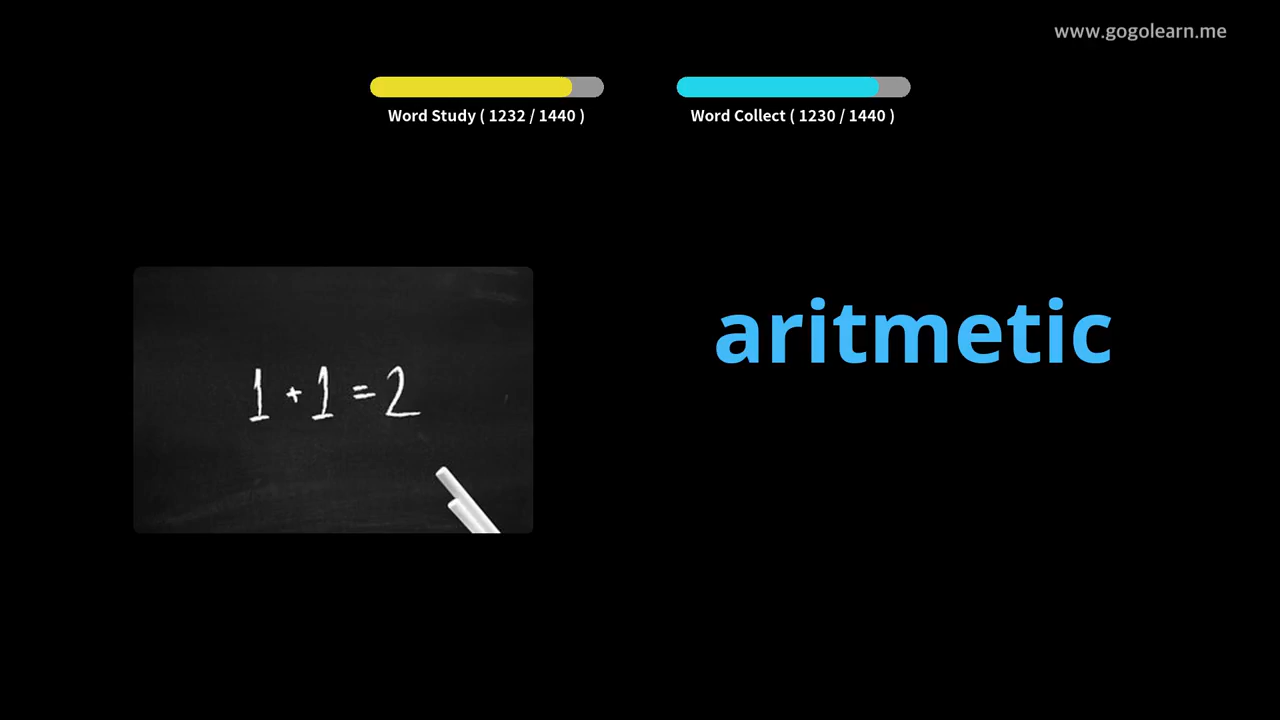 www.gogolearn.me
Word Study ( 1232 / 1440 )
Word Collect ( 1230 / 1440 )
aritmetic
1 + 1 = 2